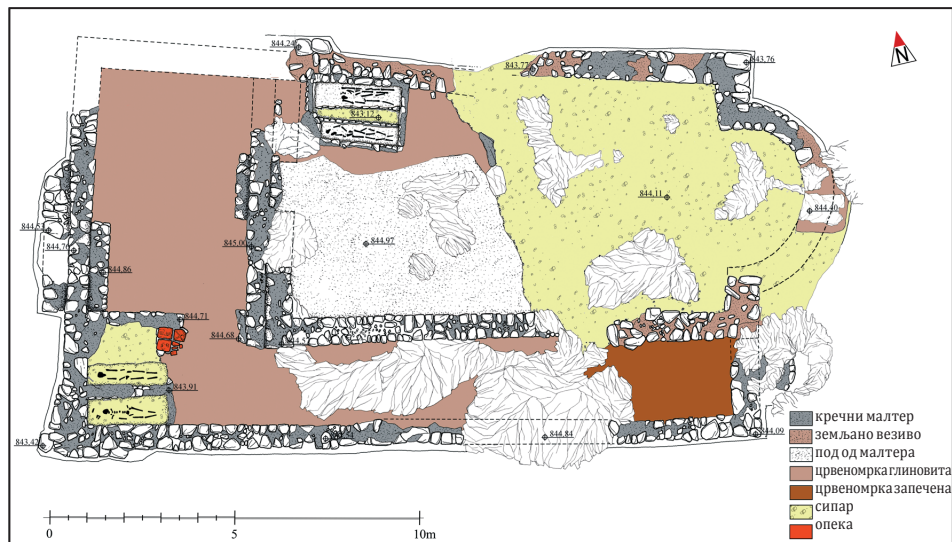 844.24
843.76
843.77
N
843.12
844.11
844.40
844.53
844.76
845.00
844.97
844.86
844.71
844.68
843.91
843.42
844.84
844.09
кречни малтер
земљано везиво
под од малтера
црвеномрка глиновита
црвеномрка запечена
сипар
опека
0 5 10m